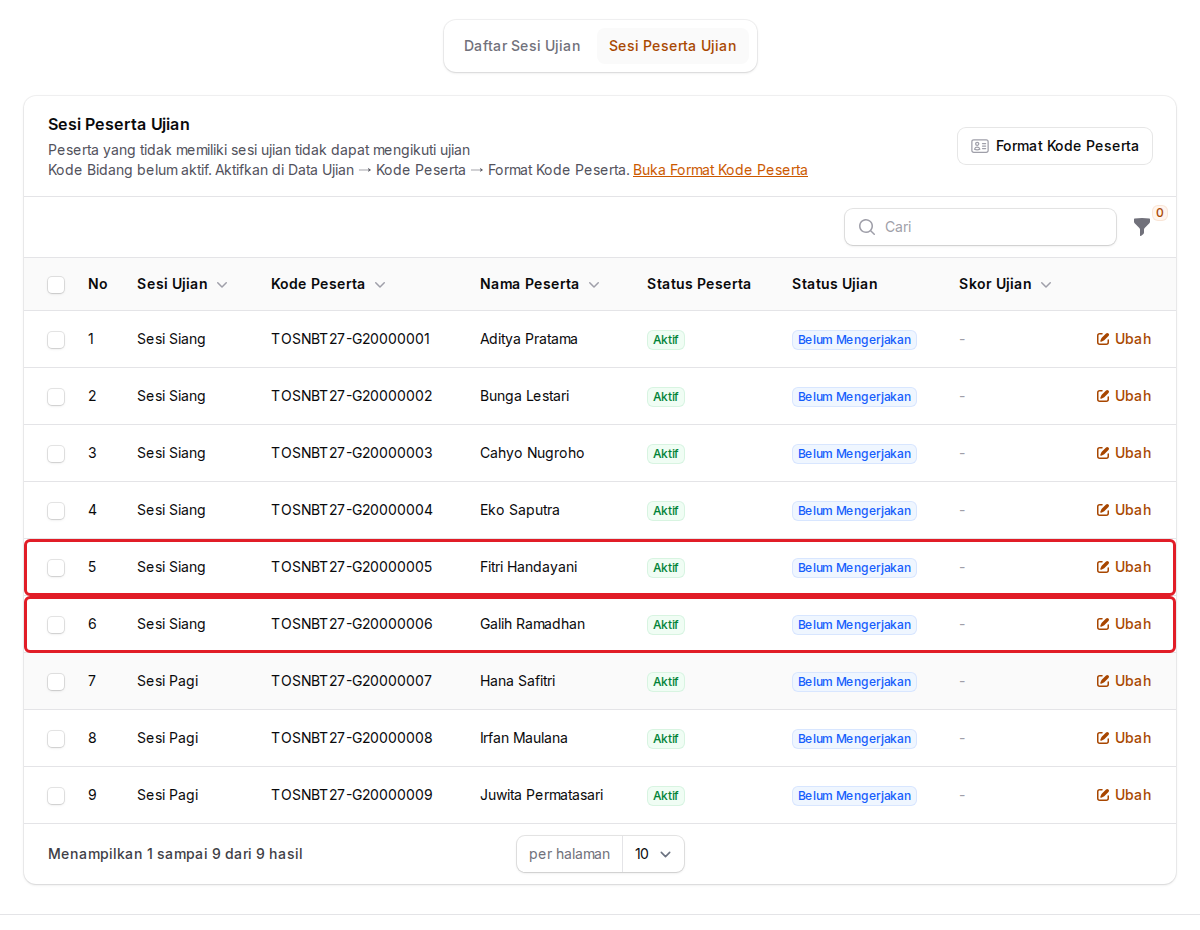 Daftar Sesi Ujian Sesi Peserta Ujian
Sesi Peserta Ujian
Peserta yang tidak memiliki sesi ujian tidak dapat mengikuti ujian
Kode Bidang belum aktif. Aktifkan di Data Ujian → Kode Peserta → Format Kode Peserta. Buka Format Kode Peserta
Format Kode Peserta
Cari 0
No Sesi Ujian Kode Peserta Nama Peserta Status Peserta Status Ujian Skor Ujian
1 Sesi Siang TOSNBT27-G20000001 Aditya Pratama Aktif Belum Mengerjakan - Ubah
2 Sesi Siang TOSNBT27-G20000002 Bunga Lestari Aktif Belum Mengerjakan - Ubah
3 Sesi Siang TOSNBT27-G20000003 Cahyo Nugroho Aktif Belum Mengerjakan - Ubah
4 Sesi Siang TOSNBT27-G20000004 Eko Saputra Aktif Belum Mengerjakan - Ubah
5 Sesi Siang TOSNBT27-G20000005 Fitri Handayani Aktif Belum Mengerjakan - Ubah
6 Sesi Siang TOSNBT27-G20000006 Galih Ramadhan Aktif Belum Mengerjakan - Ubah
7 Sesi Pagi TOSNBT27-G20000007 Hana Safitri Aktif Belum Mengerjakan - Ubah
8 Sesi Pagi TOSNBT27-G20000008 Irfan Maulana Aktif Belum Mengerjakan - Ubah
9 Sesi Pagi TOSNBT27-G20000009 Juwita Permatasari Aktif Belum Mengerjakan - Ubah
Menampilkan 1 sampai 9 dari 9 hasil per halaman 10